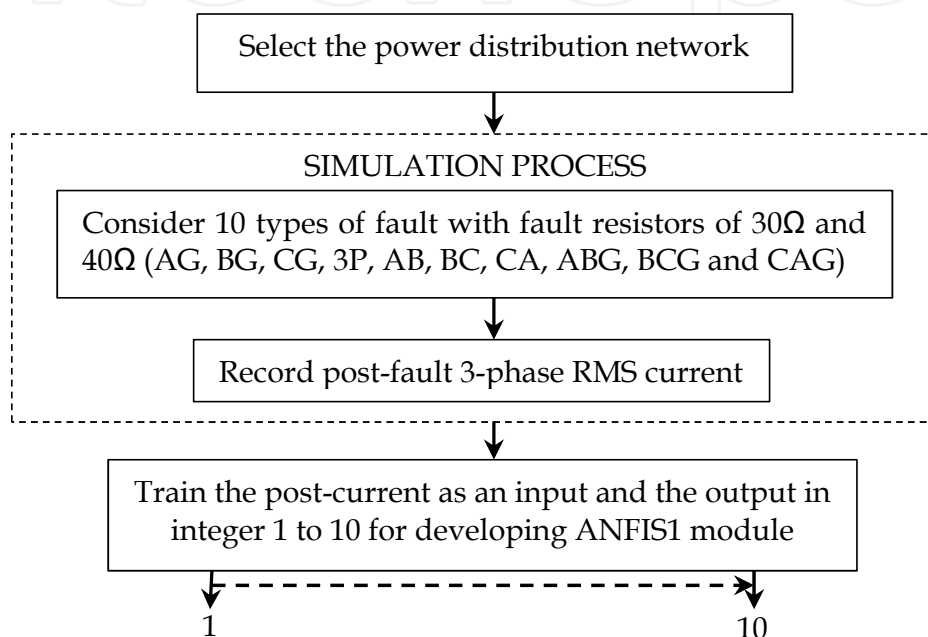 Select the power distribution network
SIMULATION PROCESS
Consider 10 types of fault with fault resistors of 30Ω and
40Ω (AG, BG, CG, 3P, AB, BC, CA, ABG, BCG and CAG)
Record post-fault 3-phase RMS current
Train the post-current as an input and the output in
integer 1 to 10 for developing ANFIS1 module
1
10